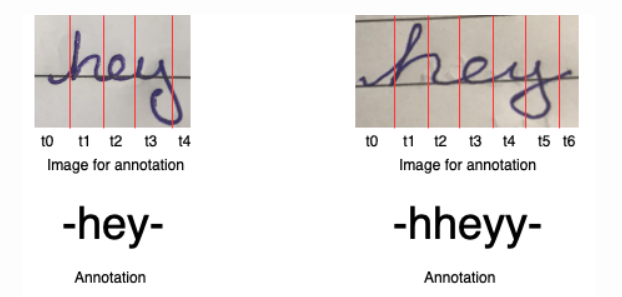 hey hey
t0 t1 t2 t3 t4 t0 t1 t2 t3 t4 t5 t6
Image for annotation Image for annotation
-hey- -hheyy-
Annotation Annotation